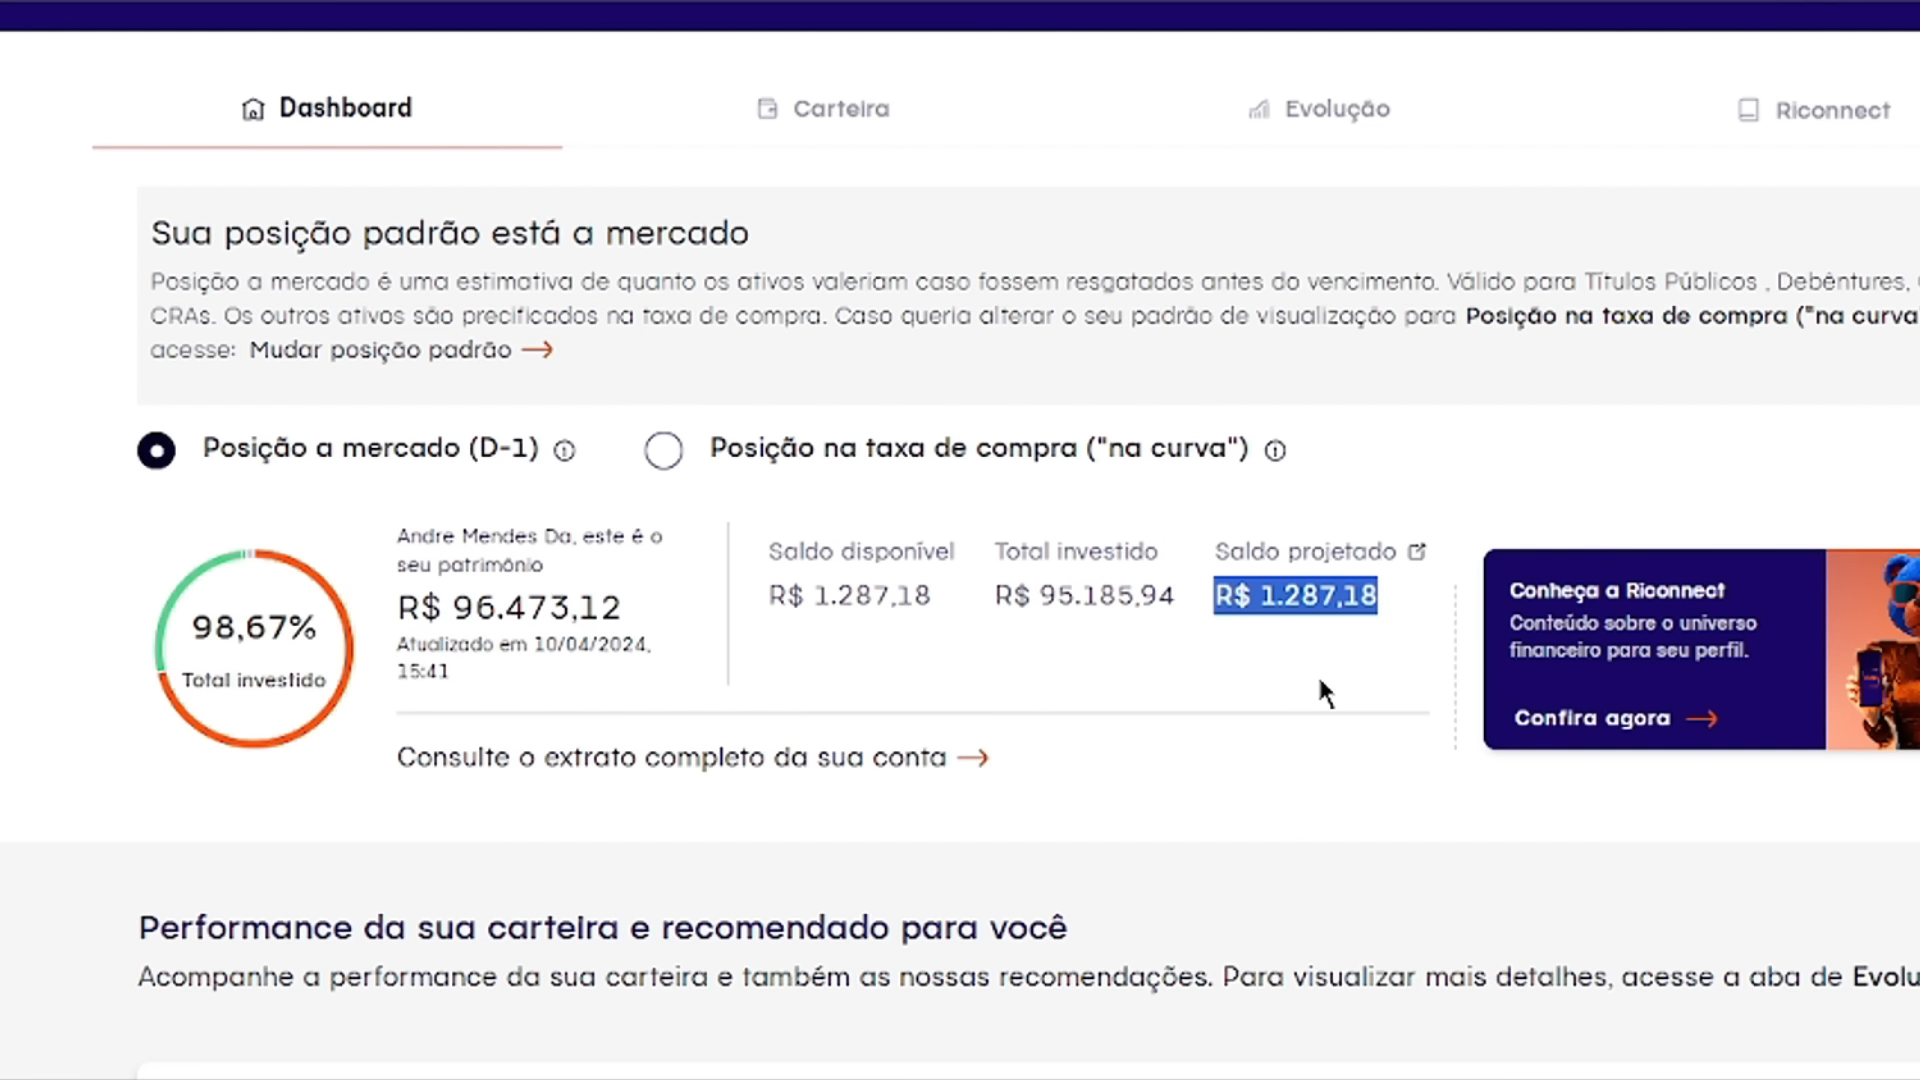 Dashboard
Carteira
Evolução
Riconnect
Sua posição padrão está a mercado
Posição a mercado é uma estimativa de quanto os ativos valeriam caso fossem resgatados antes do vencimento. Válido para Títulos Públicos , Debêntures,
CRAs. Os outros ativos são precificados na taxa de compra. Caso queria alterar o seu padrão de visualização para Posição na taxa de compra ("na curva
acesse: Mudar posição padrão →
Posição a mercado (D-1)
Posição na taxa de compra ("na curva")
98,67%
Total investido
Andre Mendes Da, este é o
seu patrimônio
R$ 96.473,12
Atualizado em 10/04/2024,
15:41
Saldo disponível
R$ 1.287,18
Total investido
R$ 95.185,94
Saldo projetado
R$ 1.287,18
Consulte o extrato completo da sua conta →
Conheça a Riconnect
Conteúdo sobre o universo
financeiro para seu perfil.
Confira agora →
Performance da sua carteira e recomendado para você
Acompanhe a performance da sua carteira e também as nossas recomendações. Para visualizar mais detalhes, acesse a aba de Evolu